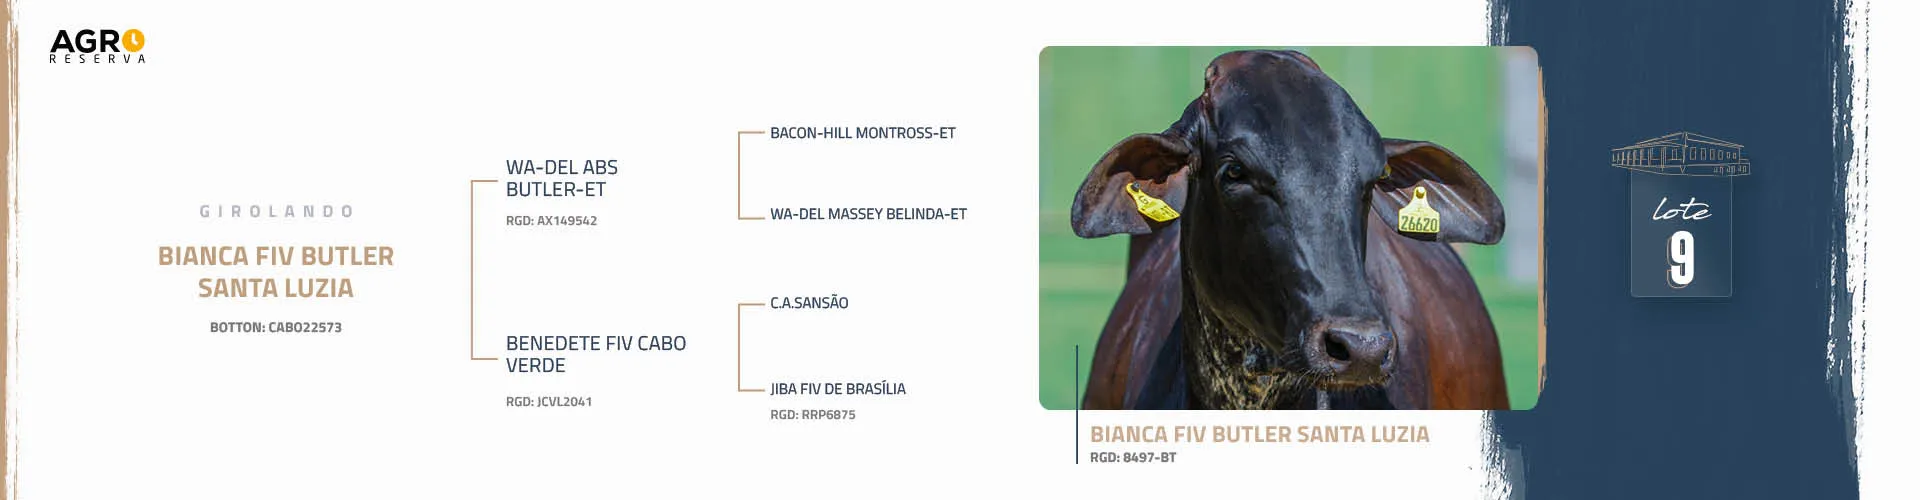 AGRO
RESERVA
GIROLANDO
BIANCA FIV BUTLER
SANTA LUZIA
BOTTON: CABO22573
WA-DEL ABS
BUTLER-ET
RGD: AX149542
BENEDETE FIV CABO
VERDE
RGD: JCVL2041
BACON-HILL MONTROSS-ET
WA-DEL MASSEY BELINDA-ET
C.A.SANSÃO
JIBA FIV DE BRASÍLIA
RGD: RRP6875
26620
BIANCA FIV BUTLER SANTA LUZIA
RGD: 8497-BT
lote
9